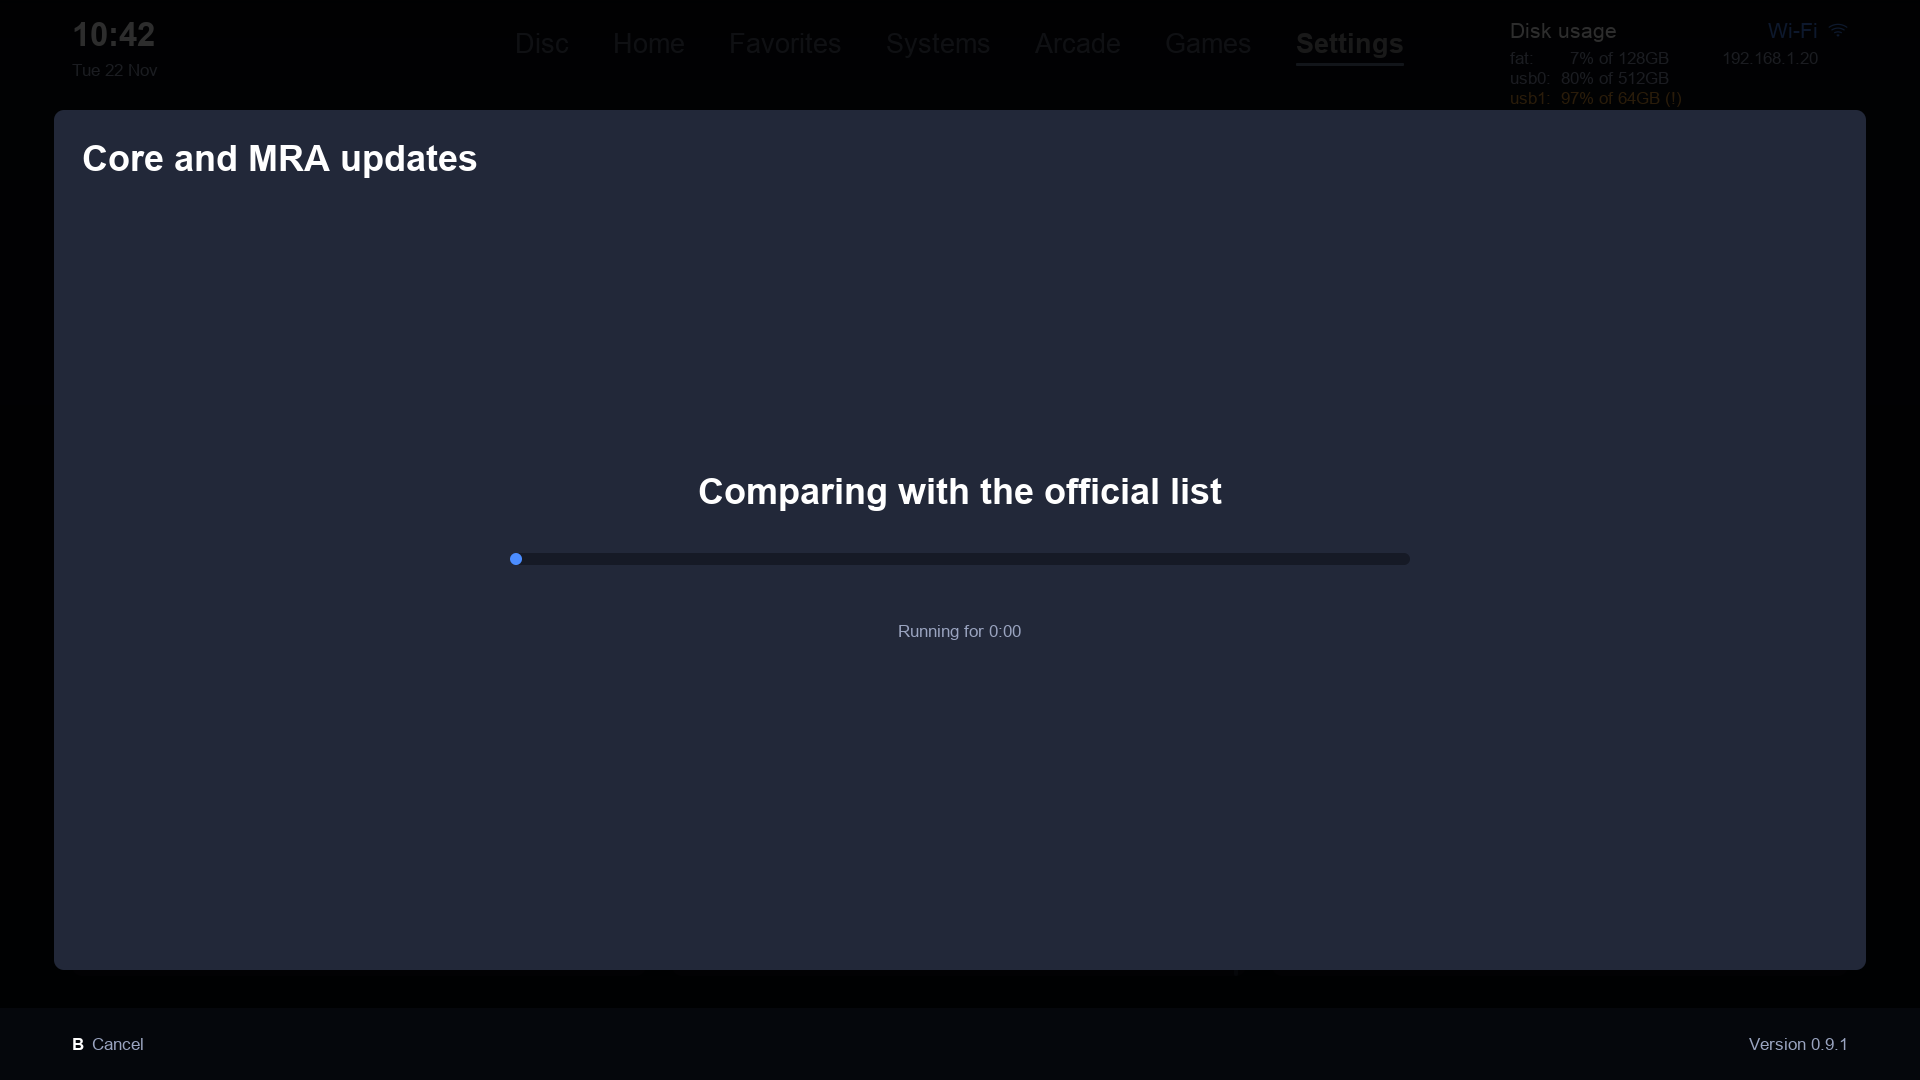 10:42
Tue 22 Nov
Disc Home Favorites Systems Arcade Games Settings
Disk usage
fat: 7% of 128GB
usb0: 80% of 512GB
usb1: 97% of 64GB (!)
Wi-Fi
192.168.1.20
Core and MRA updates
Comparing with the official list
Running for 0:00
B Cancel
Version 0.9.1